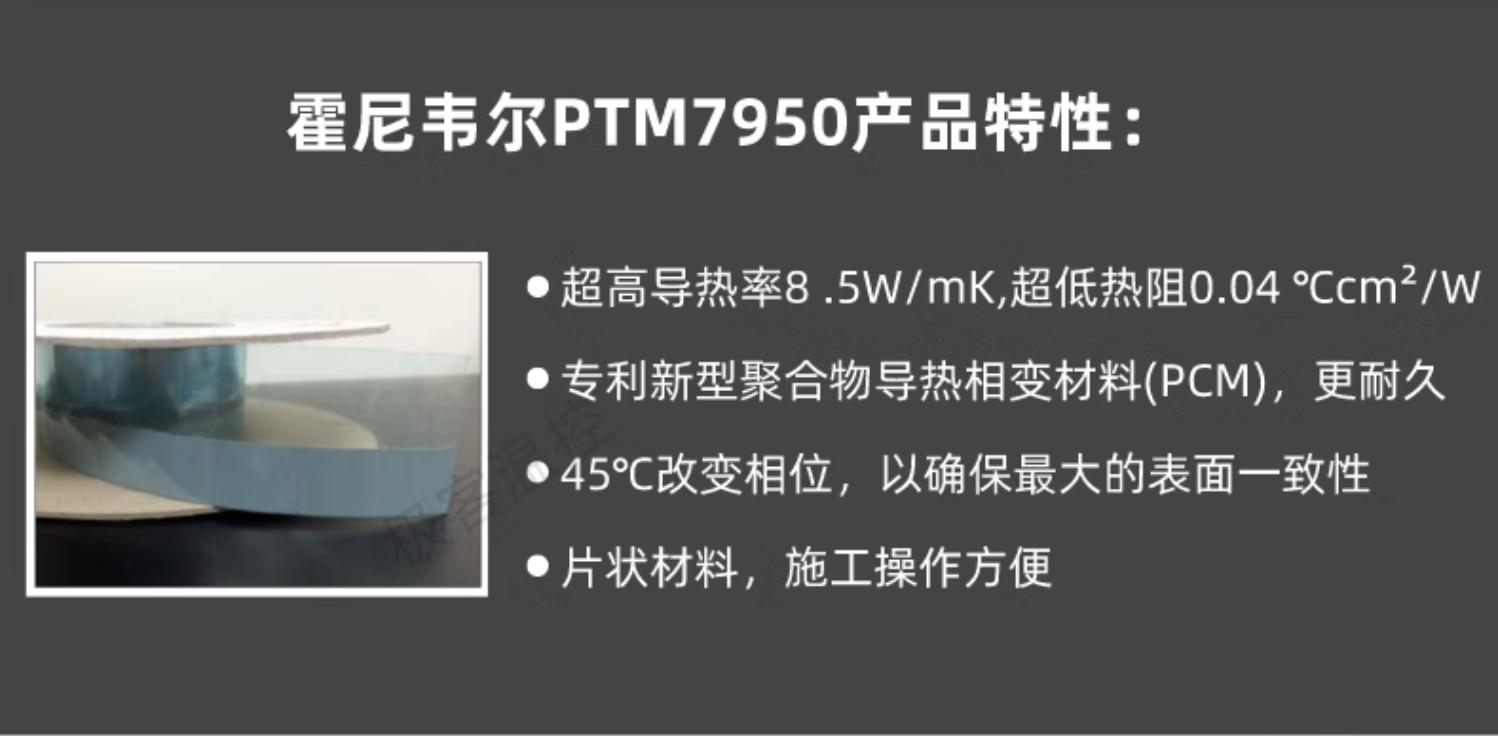 霍尼韦尔PTM7950产品特性：
●超高导热率8 .5W/mK,超低热阻0.04 ℃cm²/W
●专利新型聚合物导热相变材料(PCM)，更耐久
●45℃改变相位，以确保最大的表面一致性
●片状材料，施工操作方便
极客温控